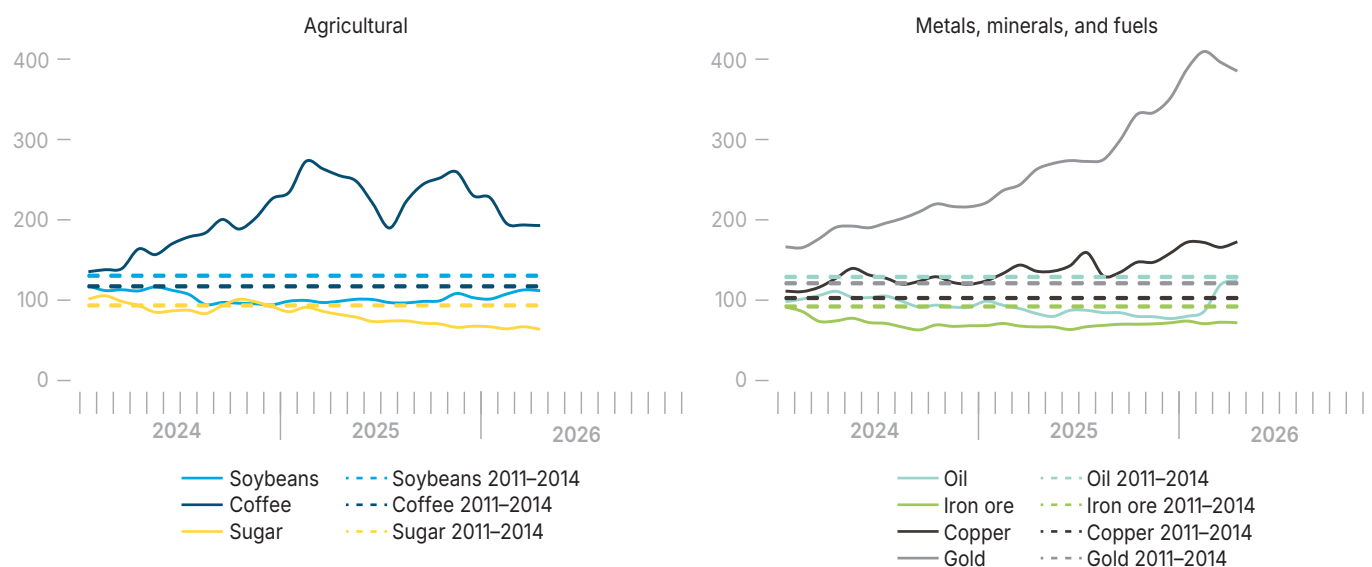 Agricultural
400
300
200
100
0
2024 2025 2026
Soybeans Soybeans 2011–2014
Coffee Coffee 2011–2014
Sugar Sugar 2011–2014
Metals, minerals, and fuels
400
300
200
100
0
2024 2025 2026
Oil Oil 2011–2014
Iron ore Iron ore 2011–2014
Copper Copper 2011–2014
Gold Gold 2011–2014